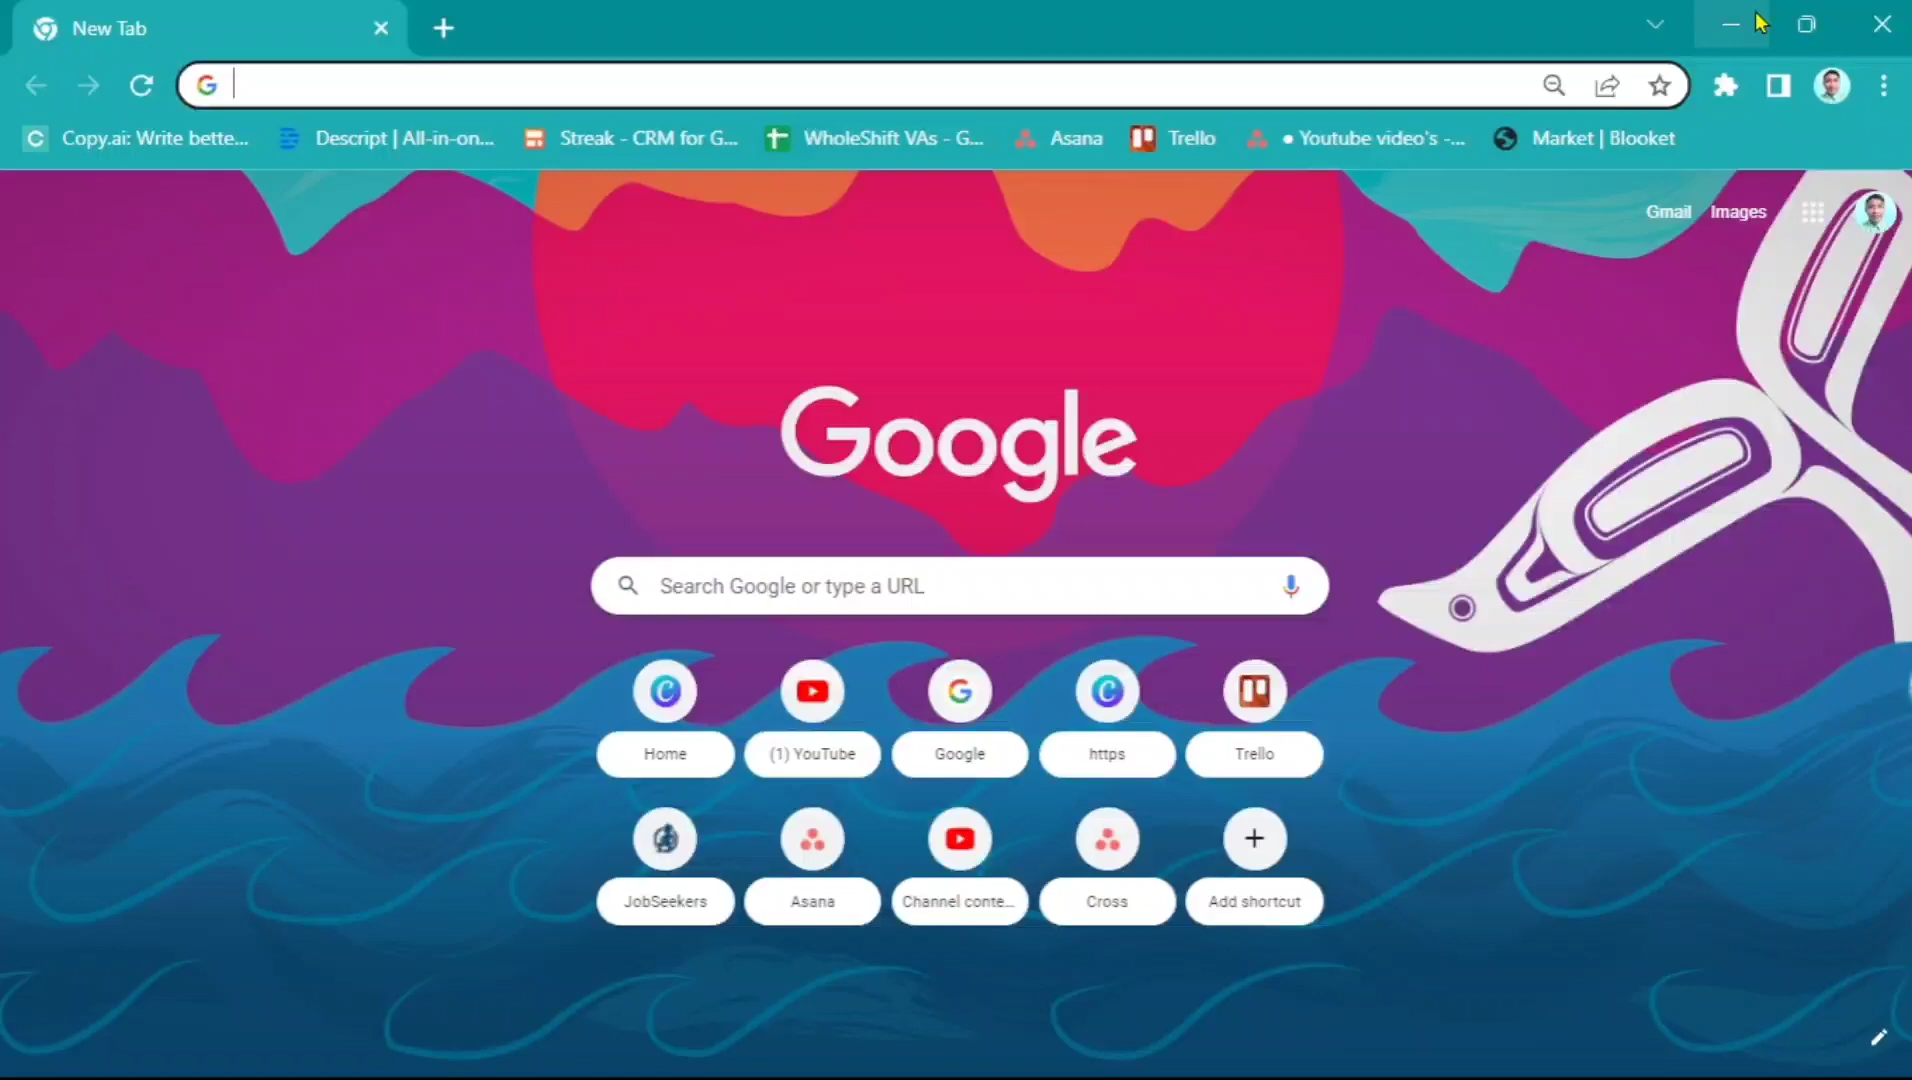 New Tab
Copy.ai: Write bette...
Descript | All-in-on...
Streak - CRM for G...
WholeShift VAs - G...
Asana
Trello
● Youtube video's -...
Market | Blooket
Gmail
Images
Google
Search Google or type a URL
Home
(1) YouTube
Google
https
Trello
JobSeekers
Asana
Channel conte...
Cross
Add shortcut